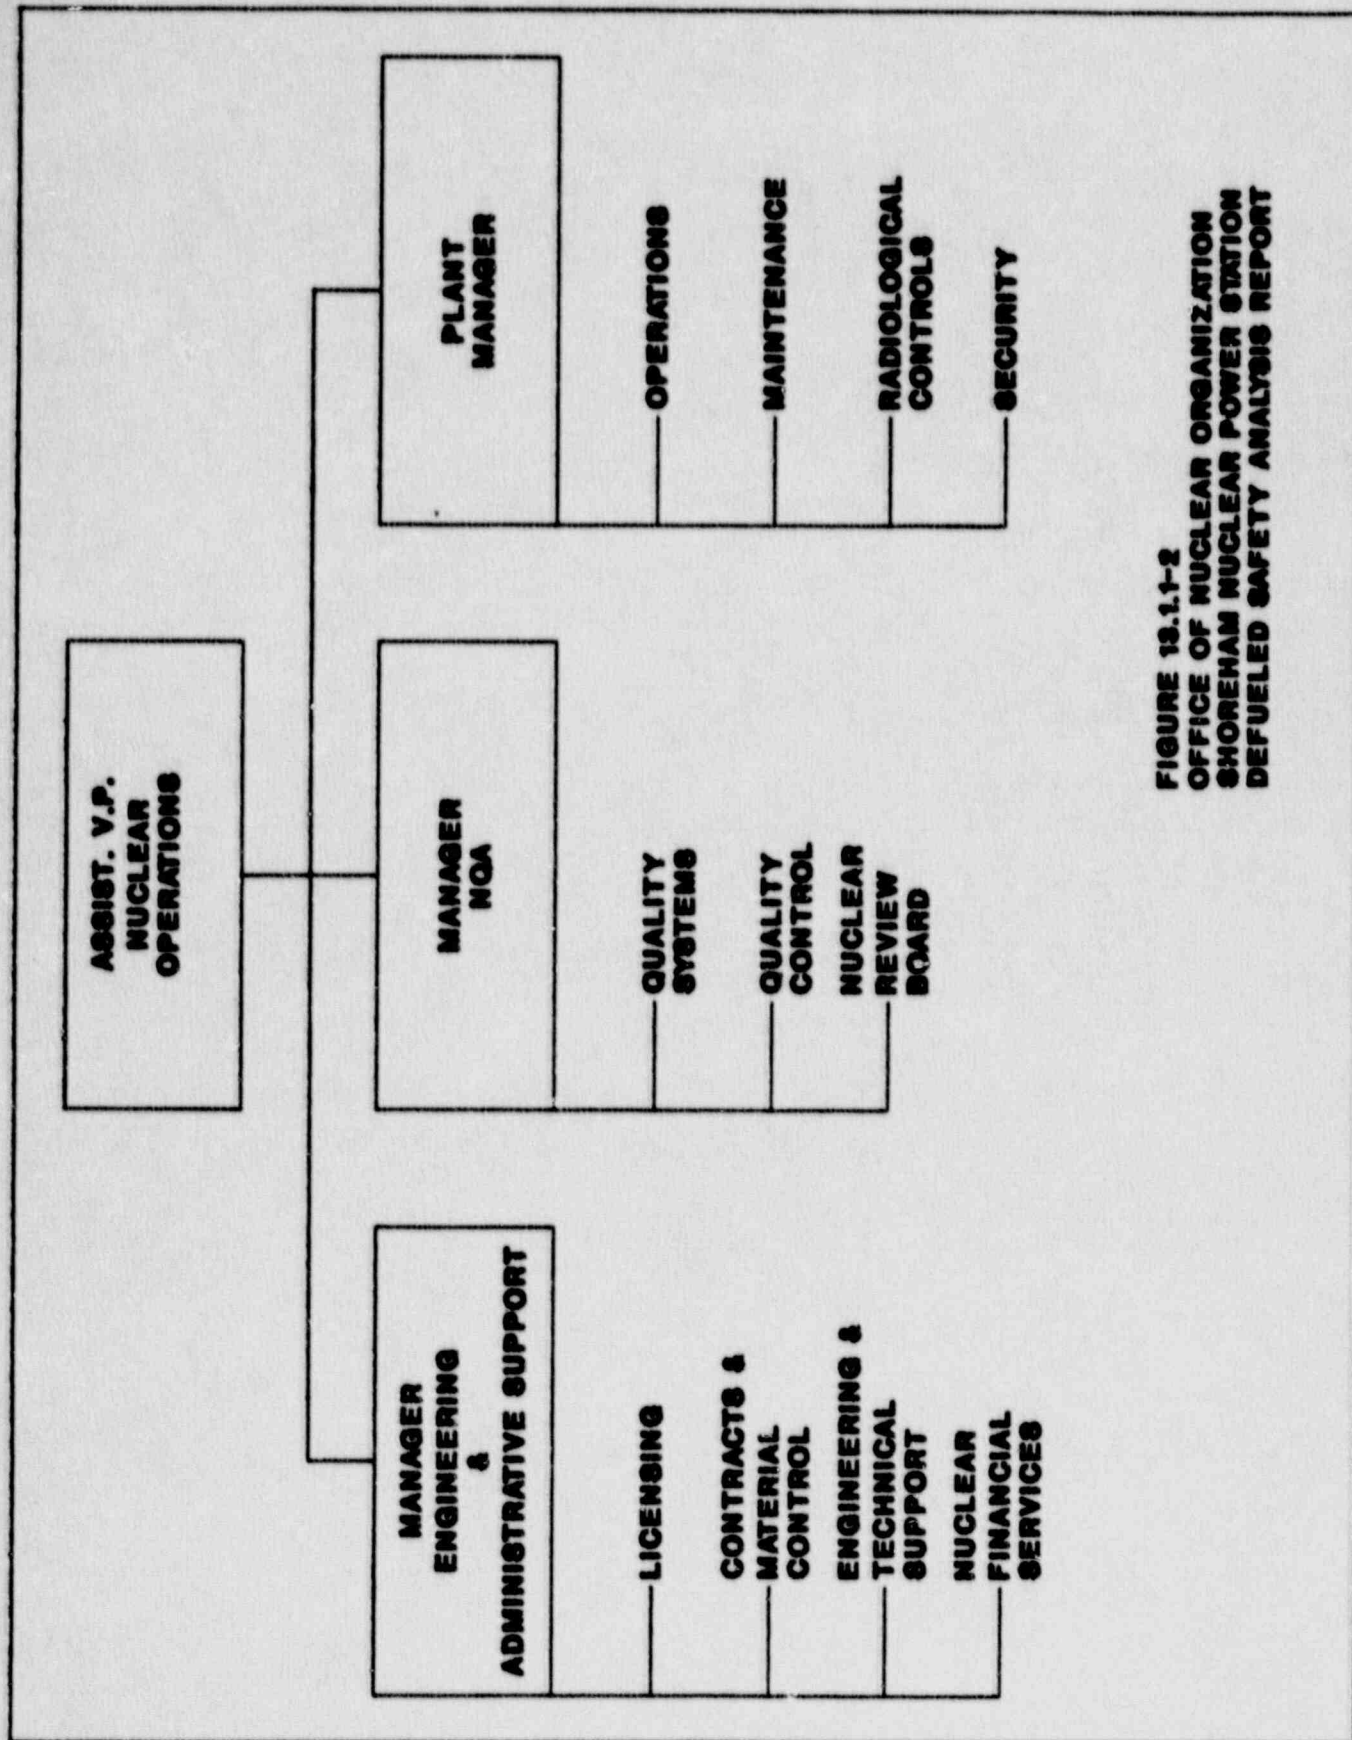 ASSIST. V.P.
NUCLEAR
OPERATIONS
MANAGER
ENGINEERING
&
ADMINISTRATIVE SUPPORT
LICENSING
CONTRACTS &
MATERIAL
CONTROL
ENGINEERING &
TECHNICAL
SUPPORT
NUCLEAR
FINANCIAL
SERVICES
MANAGER
NQA
QUALITY
SYSTEMS
QUALITY
CONTROL
NUCLEAR
REVIEW
BOARD
PLANT
MANAGER
OPERATIONS
MAINTENANCE
RADIOLOGICAL
CONTROLS
SECURITY
FIGURE 13.1.1-2
OFFICE OF NUCLEAR ORGANIZATION
SHOREHAM NUCLEAR POWER STATION
DEFUELED SAFETY ANALYSIS REPORT